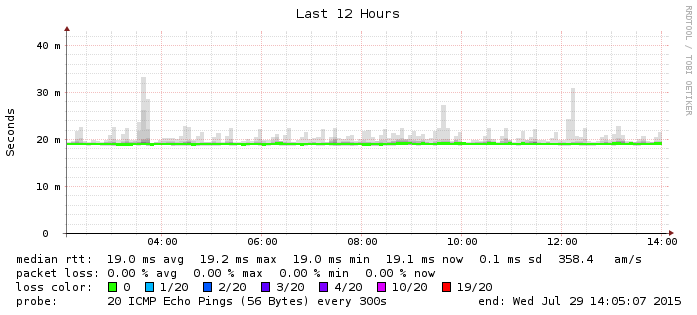 Last 12 Hours
RRDTOOL / TOBI OETIKER
Seconds
40 m
30 m
20 m
10 m
0
04:00 06:00 08:00 10:00 12:00 14:00
median rtt: 19.0 ms avg 19.2 ms max 19.0 ms min 19.1 ms now 0.1 ms sd 358.4 am/s
packet loss: 0.00 % avg 0.00 % max 0.00 % min 0.00 % now
loss color: 0 1/20 2/20 3/20 4/20 10/20 19/20
probe: 20 ICMP Echo Pings (56 Bytes) every 300s end: Wed Jul 29 14:05:07 2015